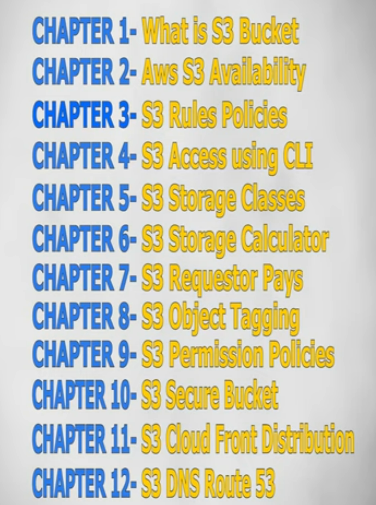 CHAPTER 1- What is S3 Bucket
CHAPTER 2- Aws S3 Availability
CHAPTER 3- S3 Rules Policies
CHAPTER 4- S3 Access using CLI
CHAPTER 5- S3 Storage Classes
CHAPTER 6- S3 Storage Calculator
CHAPTER 7- S3 Requestor Pays
CHAPTER 8- S3 Object Tagging
CHAPTER 9- S3 Permission Policies
CHAPTER 10- S3 Secure Bucket
CHAPTER 11- S3 Cloud Front Distribution
CHAPTER 12- S3 DNS Route 53